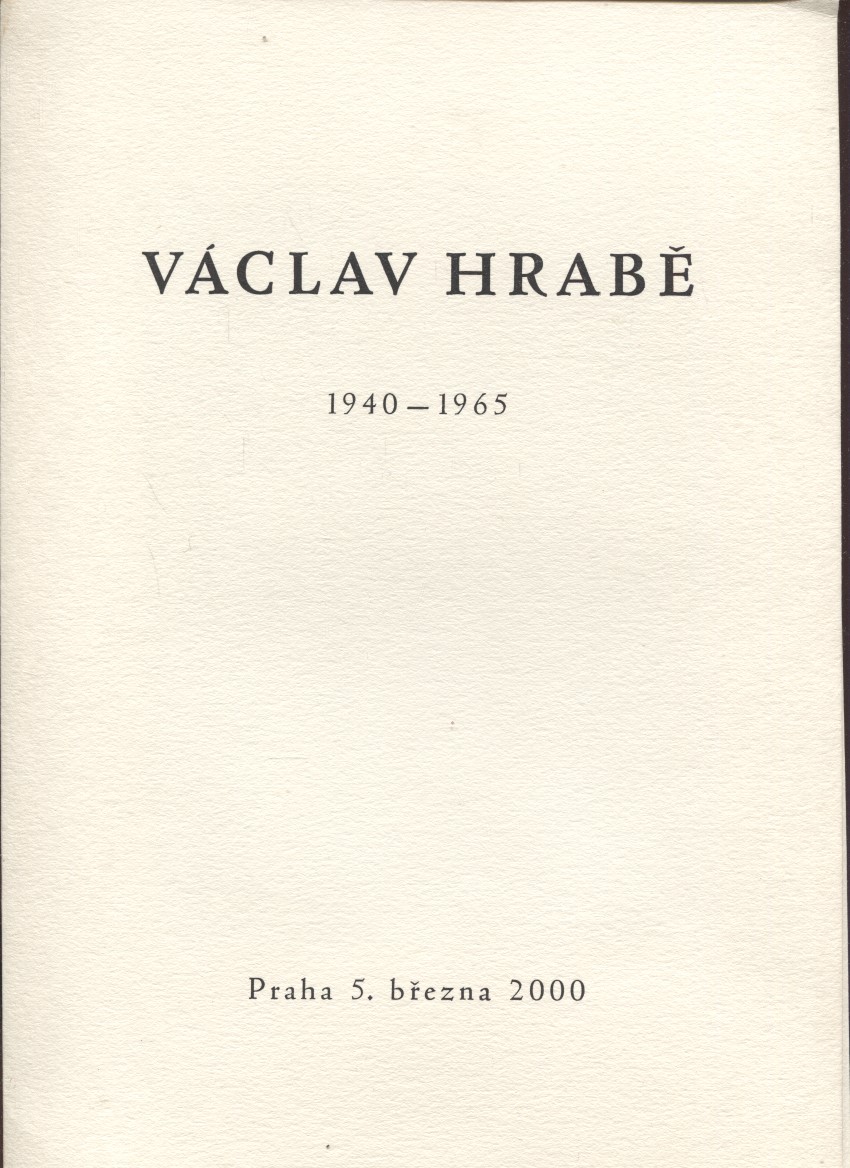 VÁCLAV HRABĚ
1940 – 1965
Praha 5. března 2000